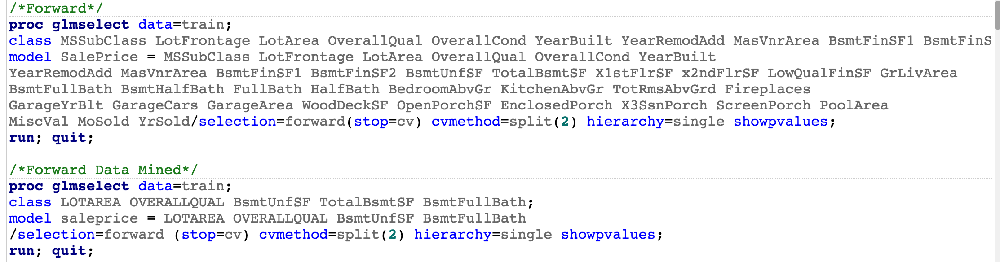 /*Forward*/
proc glmselect data=train;
class MSSubClass LotFrontage LotArea OverallQual OverallCond YearBuilt YearRemodAdd MasVnrArea BsmtFinSF1 BsmtFinS
model SalePrice = MSSubClass LotFrontage LotArea OverallQual OverallCond YearBuilt
YearRemodAdd MasVnrArea BsmtFinSF1 BsmtFinSF2 BsmtUnfSF TotalBsmtSF X1stFlrSF x2ndFlrSF LowQualFinSF GrLivArea
BsmtFullBath BsmtHalfBath FullBath HalfBath BedroomAbvGr KitchenAbvGr TotRmsAbvGrd Fireplaces
GarageYrBlt GarageCars GarageArea WoodDeckSF OpenPorchSF EnclosedPorch X3SsnPorch ScreenPorch PoolArea
MiscVal MoSold YrSold/selection=forward(stop=cv) cvmethod=split(2) hierarchy=single showpvalues;
run; quit;
/*Forward Data Mined*/
proc glmselect data=train;
class LOTAREA OVERALLQUAL BsmtUnfSF TotalBsmtSF BsmtFullBath;
model saleprice = LOTAREA OVERALLQUAL BsmtUnfSF BsmtFullBath
/selection=forward (stop=cv) cvmethod=split(2) hierarchy=single showpvalues;
run; quit;